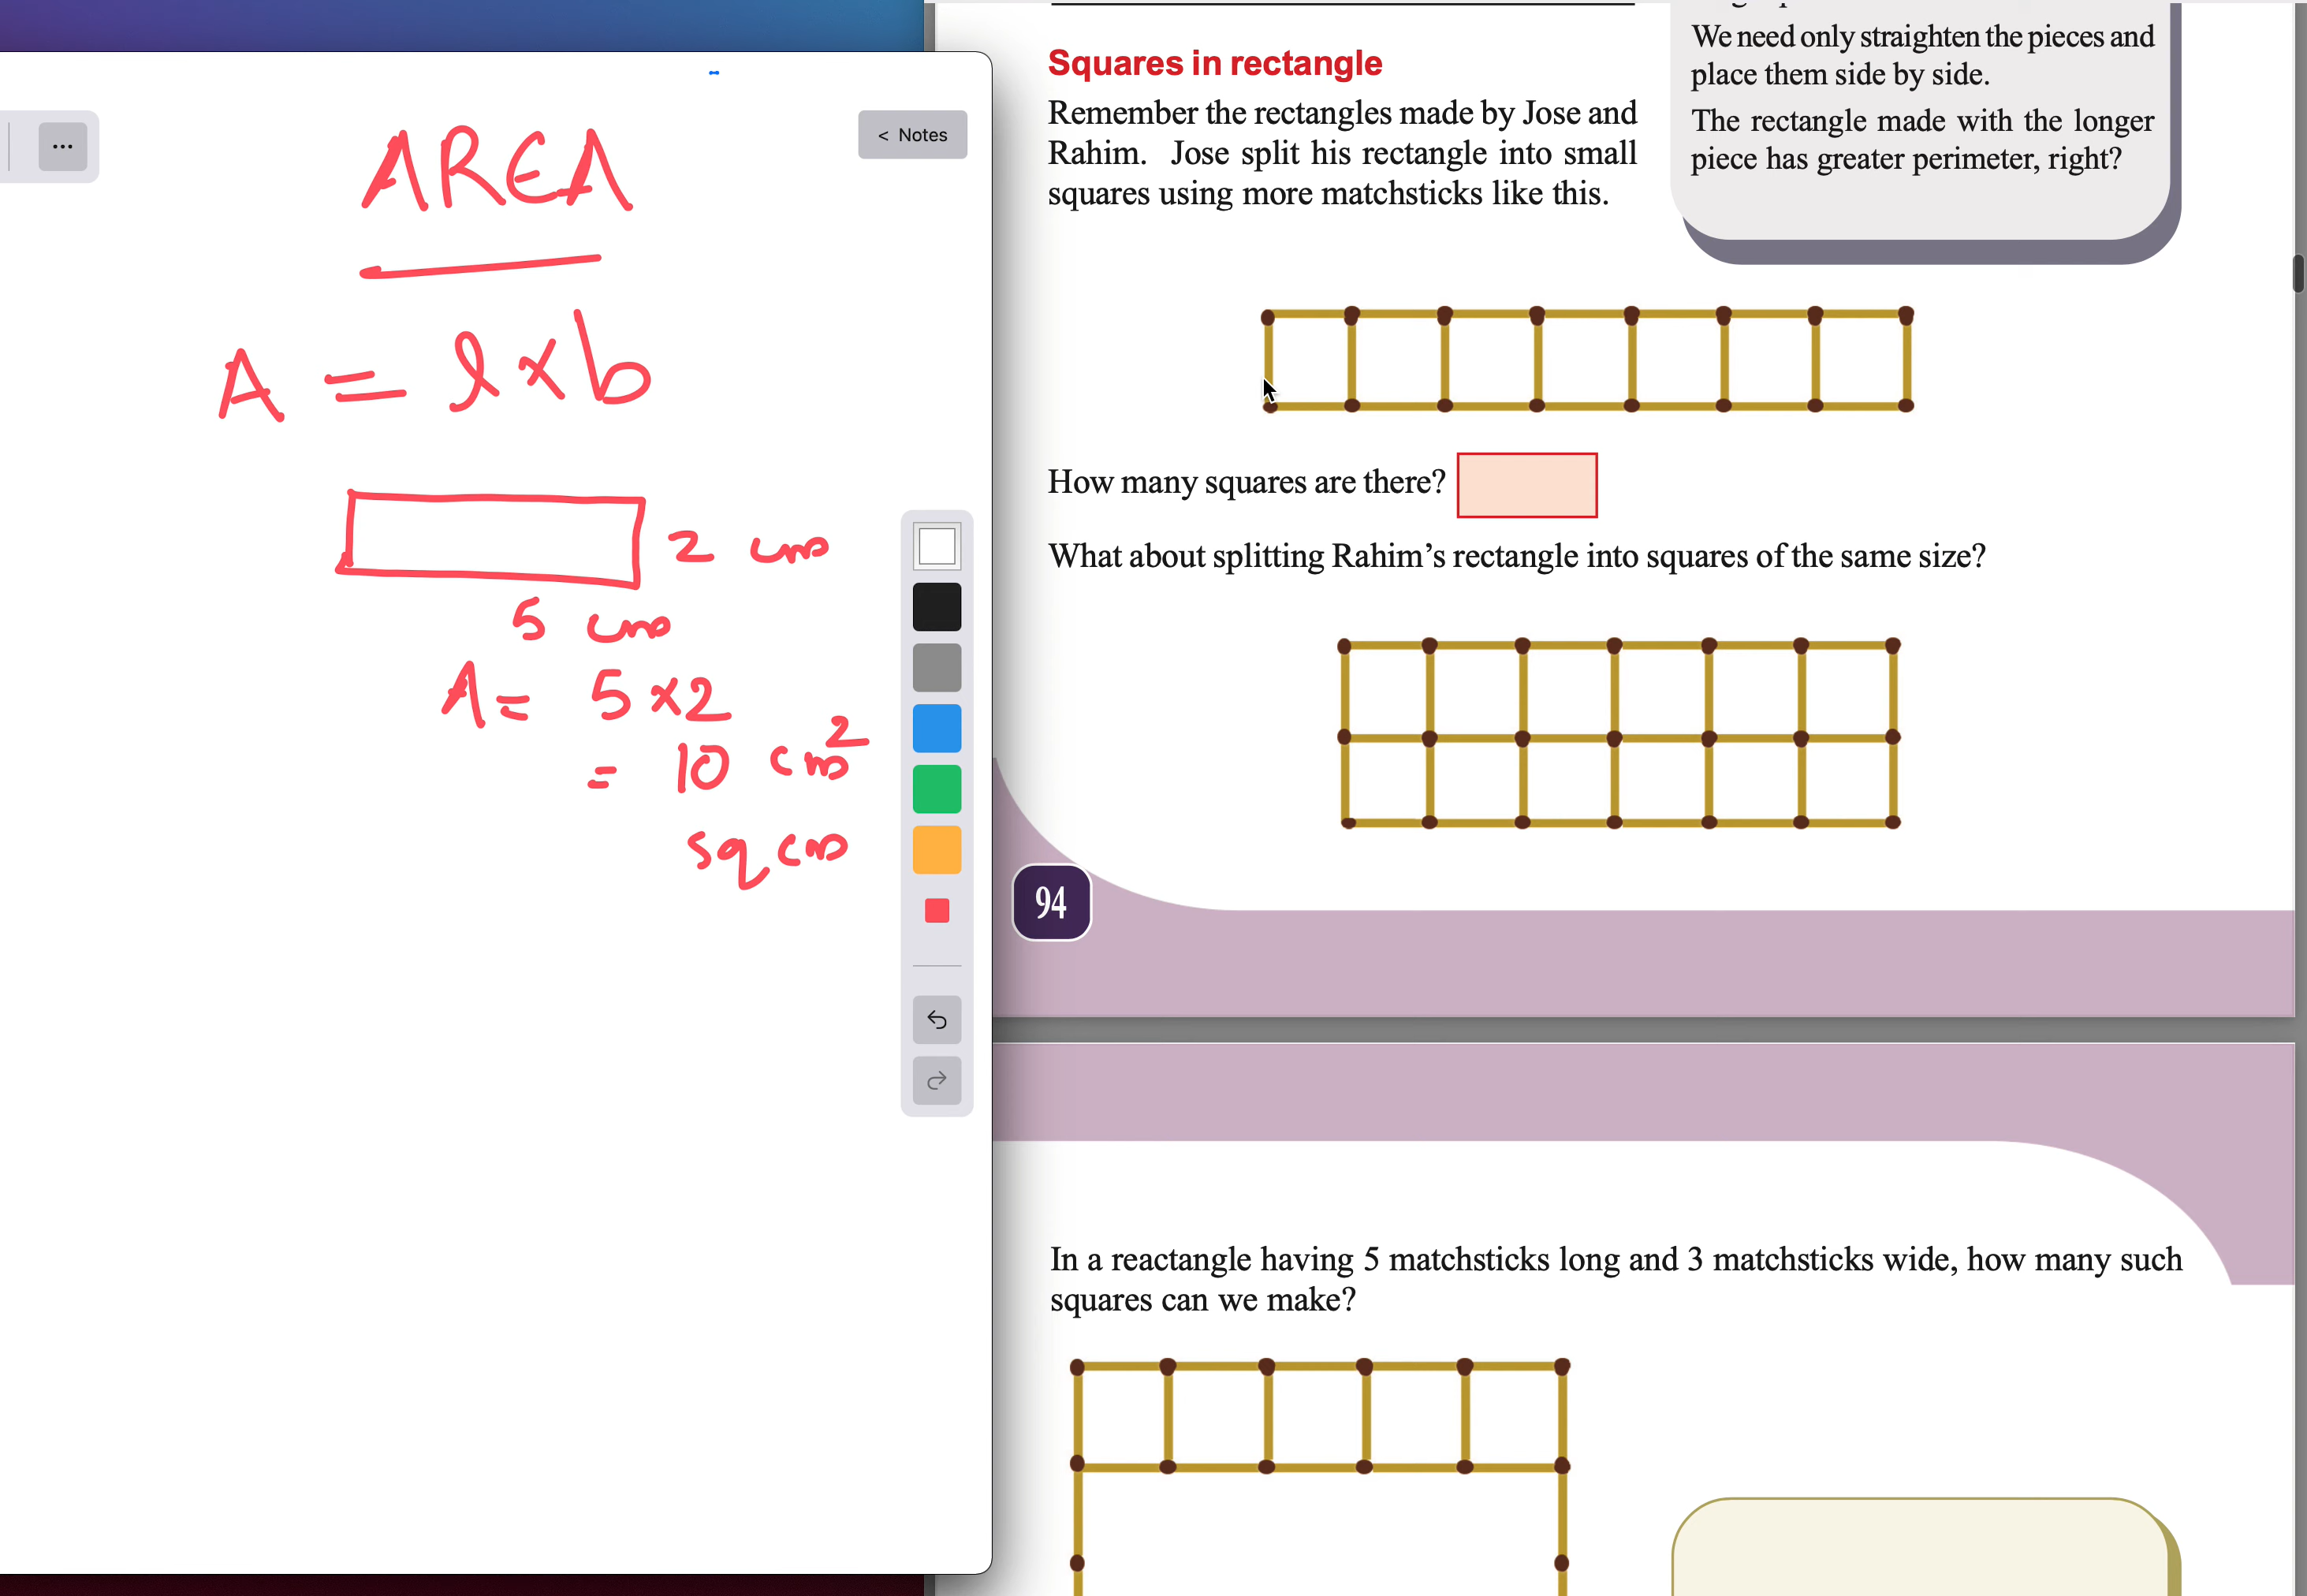 < Notes
AREA
A = l × b
2 cm
5 cm
A = 5 × 2
= 10 cm²
sq cm
Squares in rectangle
Remember the rectangles made by Jose and
Rahim. Jose split his rectangle into small
squares using more matchsticks like this.
We need only straighten the pieces and
place them side by side.
The rectangle made with the longer
piece has greater perimeter, right?
How many squares are there?
What about splitting Rahim’s rectangle into squares of the same size?
94
In a reactangle having 5 matchsticks long and 3 matchsticks wide, how many such
squares can we make?